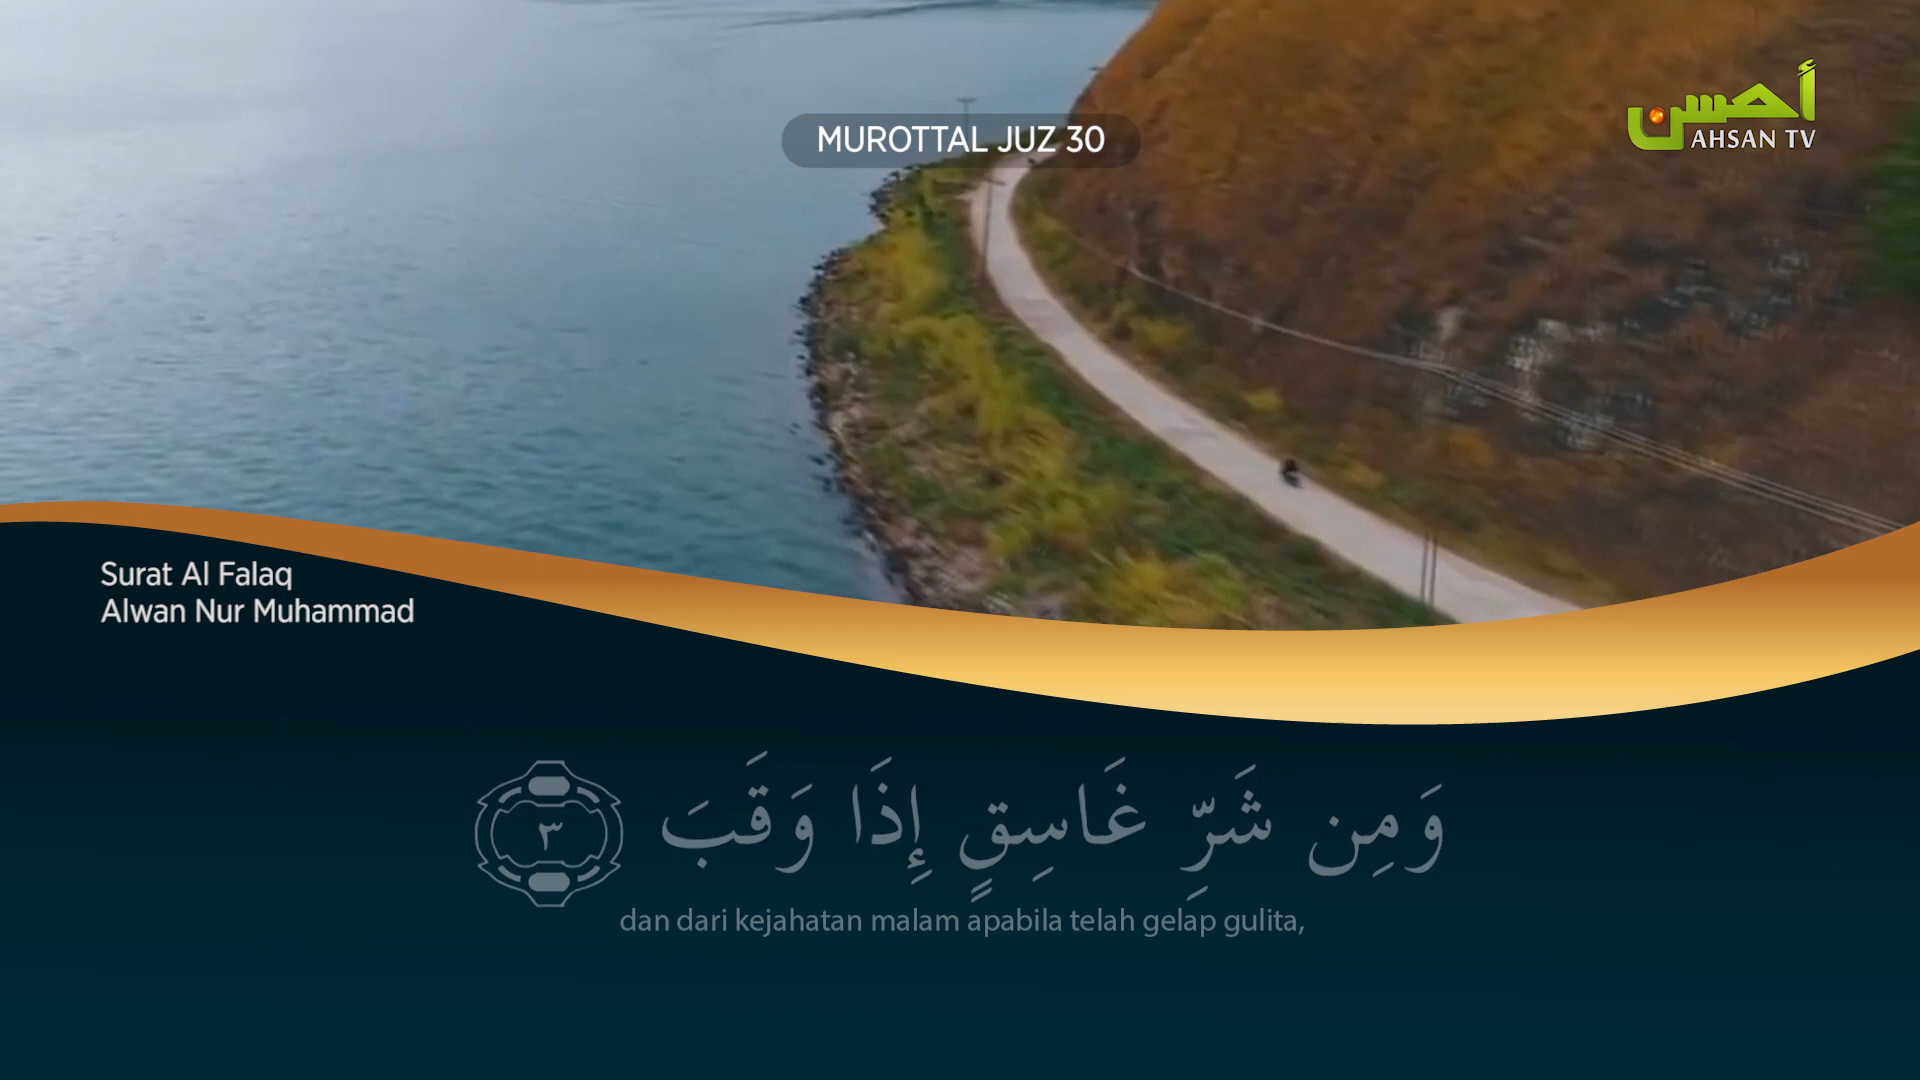 أحسن
AHSAN TV
MUROTTAL JUZ 30
Surat Al Falaq
Alwan Nur Muhammad
وَمِن شَرِّ غَاسِقٍ إِذَا وَقَبَ ٣
dan dari kejahatan malam apabila telah gelap gulita,